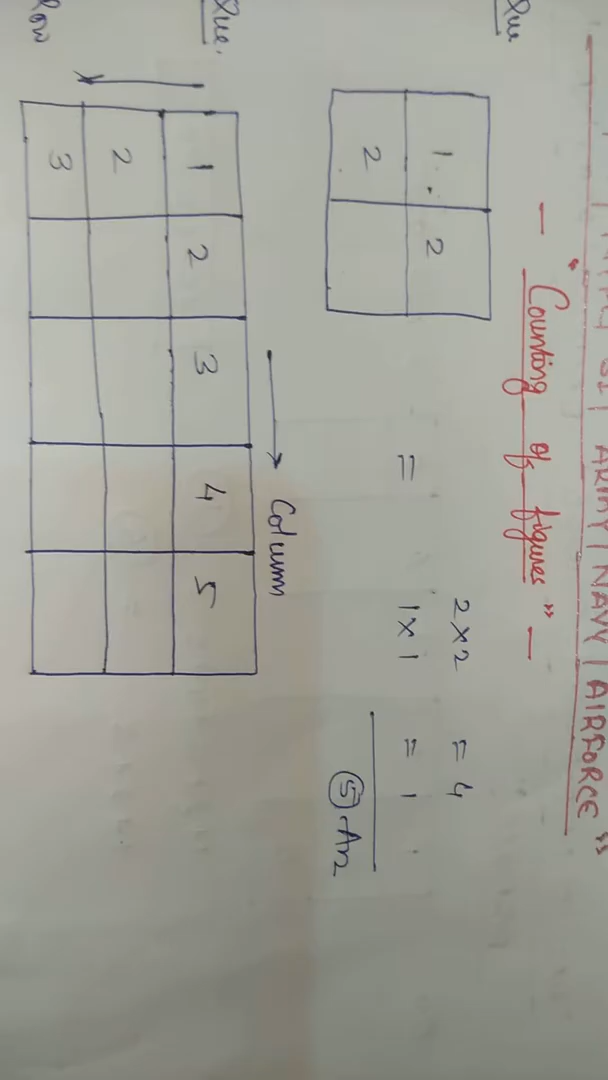 ARMY / NAVY / AIRFORCE "
— "Counting of figures" —
Que
1 2
2
2×2 = 4
= 1×1 = 1
⑤ Ans
Que.
Column
1 2 3 4 5
2
3
Row